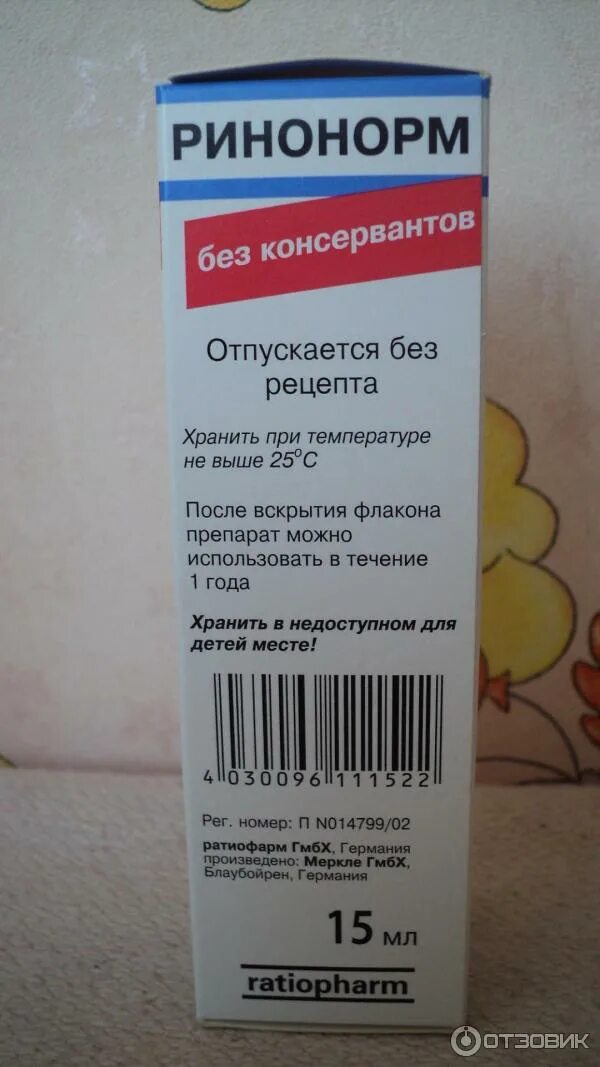 РИНОНОРМ
без консервантов
Отпускается без
рецепта
Хранить при температуре
не выше 25°С
После вскрытия флакона
препарат можно
использовать в течение
1 года
Хранить в недоступном для
детей месте!
4 030096 111522
Рег. номер: П N014799/02
ратиофарм ГмбХ, Германия
произведено: Меркле ГмбХ,
Блаубойрен, Германия
15 мл
ratiopharm
ОТЗОВИК